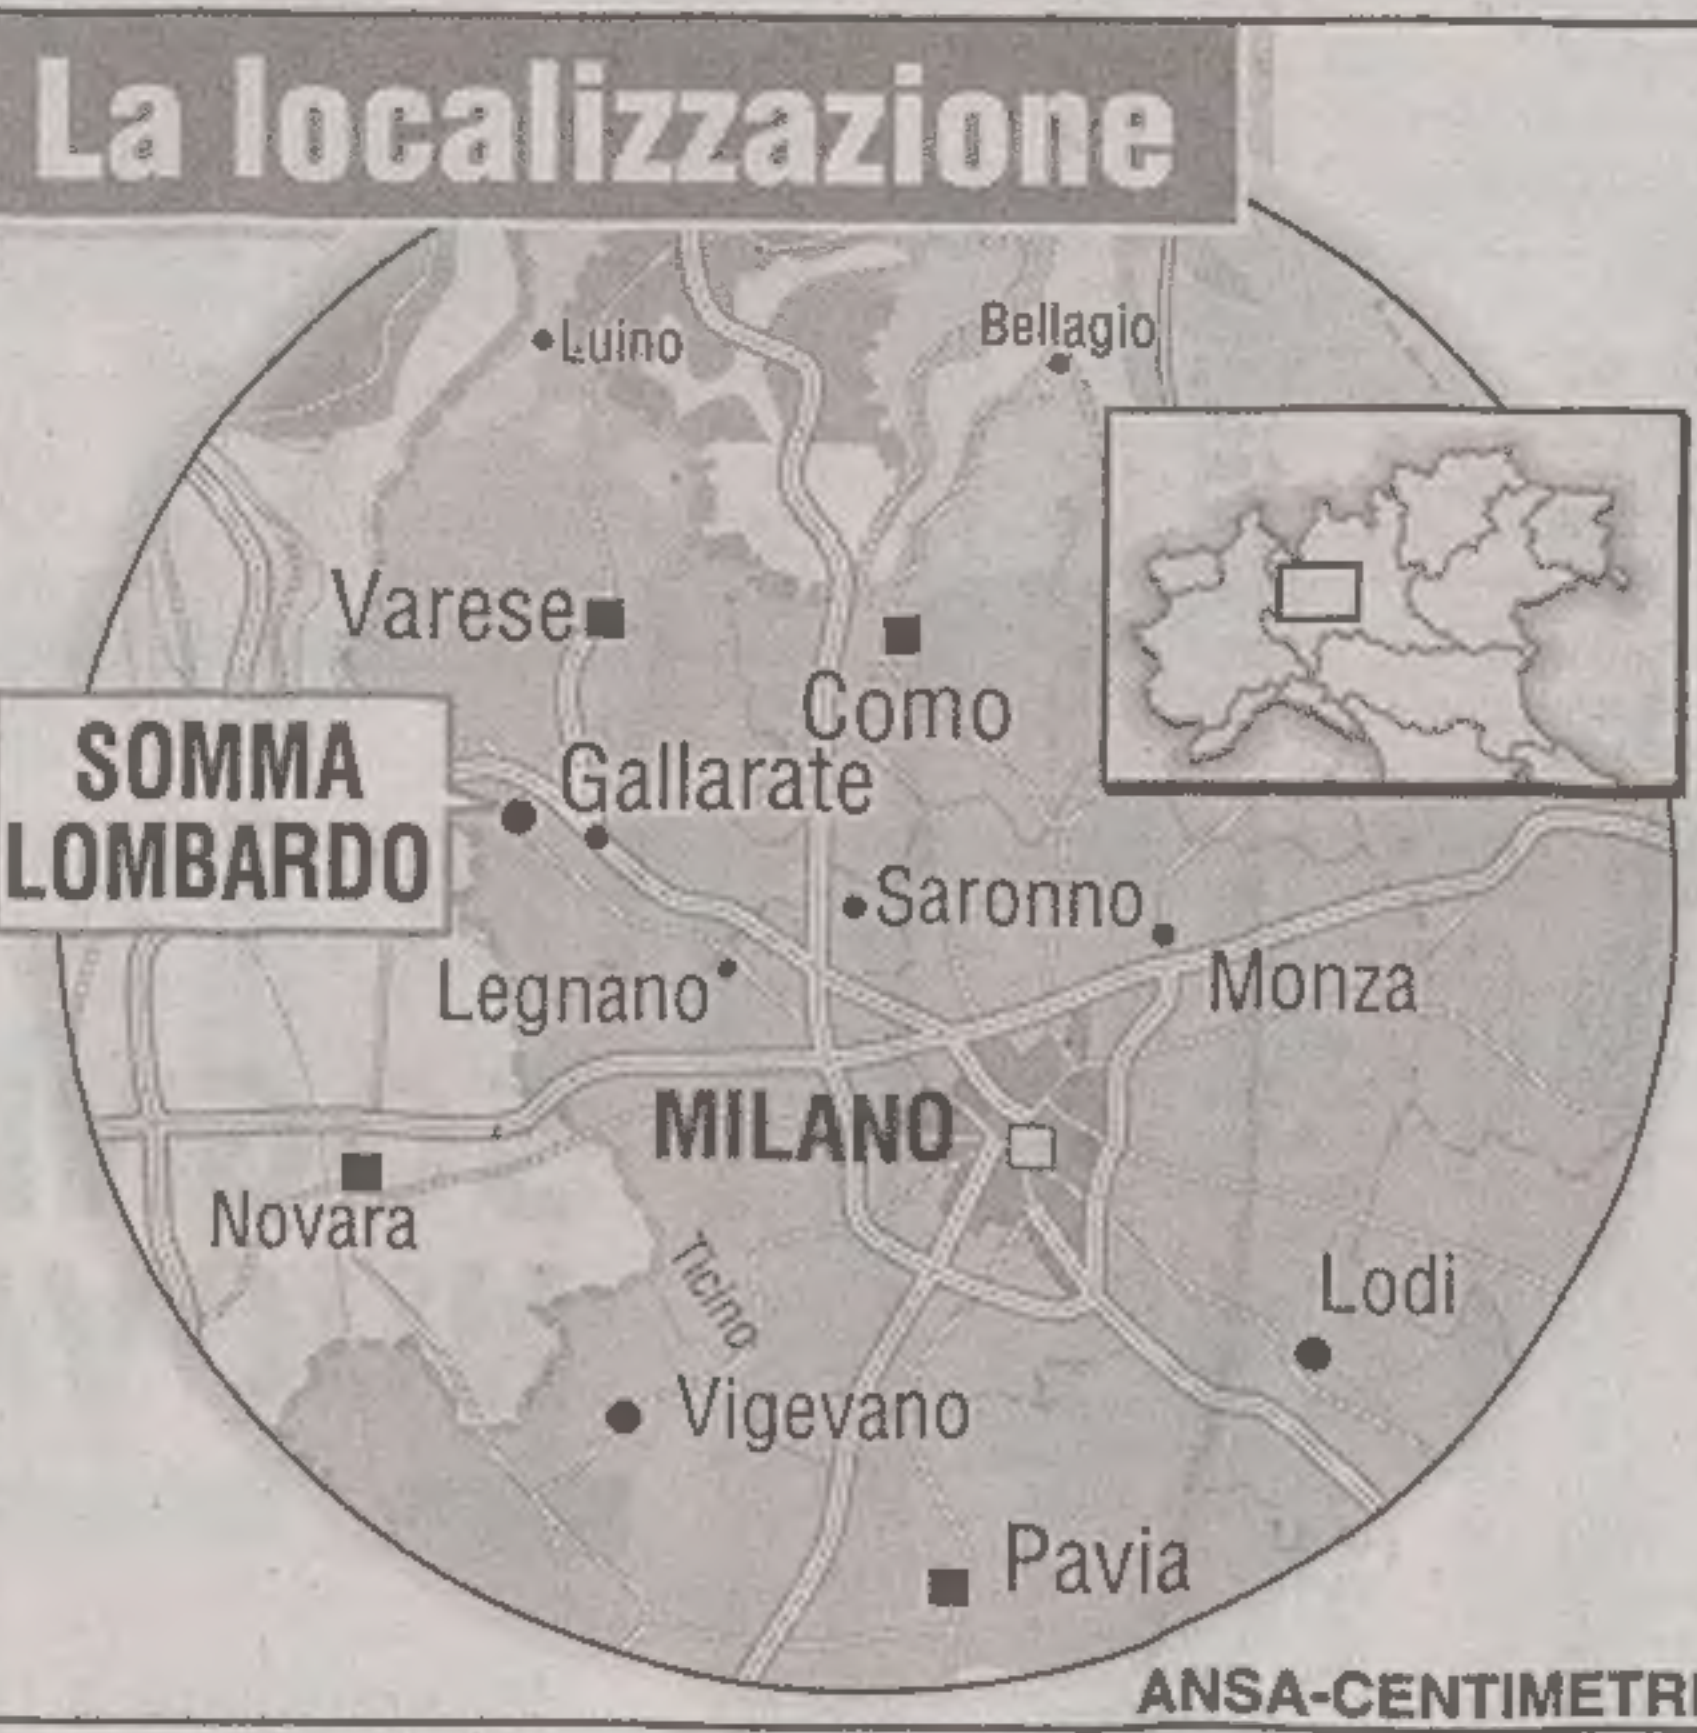 La localizzazione
Luino
Bellagio
Varese
Como
SOMMA
LOMBARDO
Gallarate
Saronno
Legnano
Monza
MILANO
Novara
Ticino
Lodi
Vigevano
Pavia
ANSA-CENTIMETRI